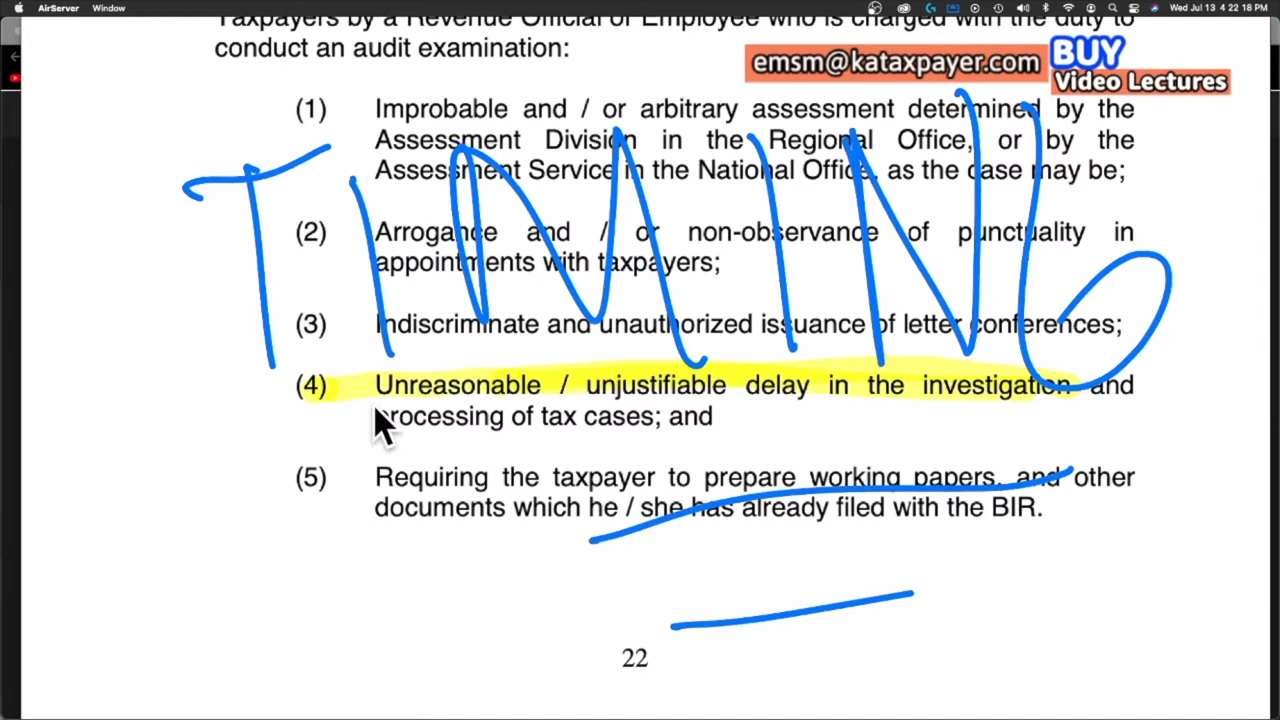 AirServer Window Wed Jul 13 4 22 18 PM
Taxpayers by a Revenue Official or Employee who is charged with the duty to
conduct an audit examination:
emsm@kataxpayer.com
BUY
Video Lectures
(1) Improbable and / or arbitrary assessment determined by the
Assessment Division in the Regional Office, or by the
Assessment Service in the National Office, as the case may be;
(2) Arrogance and / or non-observance of punctuality in
appointments with taxpayers;
(3) Indiscriminate and unauthorized issuance of letter conferences;
(4) Unreasonable / unjustifiable delay in the investigation and
processing of tax cases; and
(5) Requiring the taxpayer to prepare working papers, and other
documents which he / she has already filed with the BIR.
TIMING
22